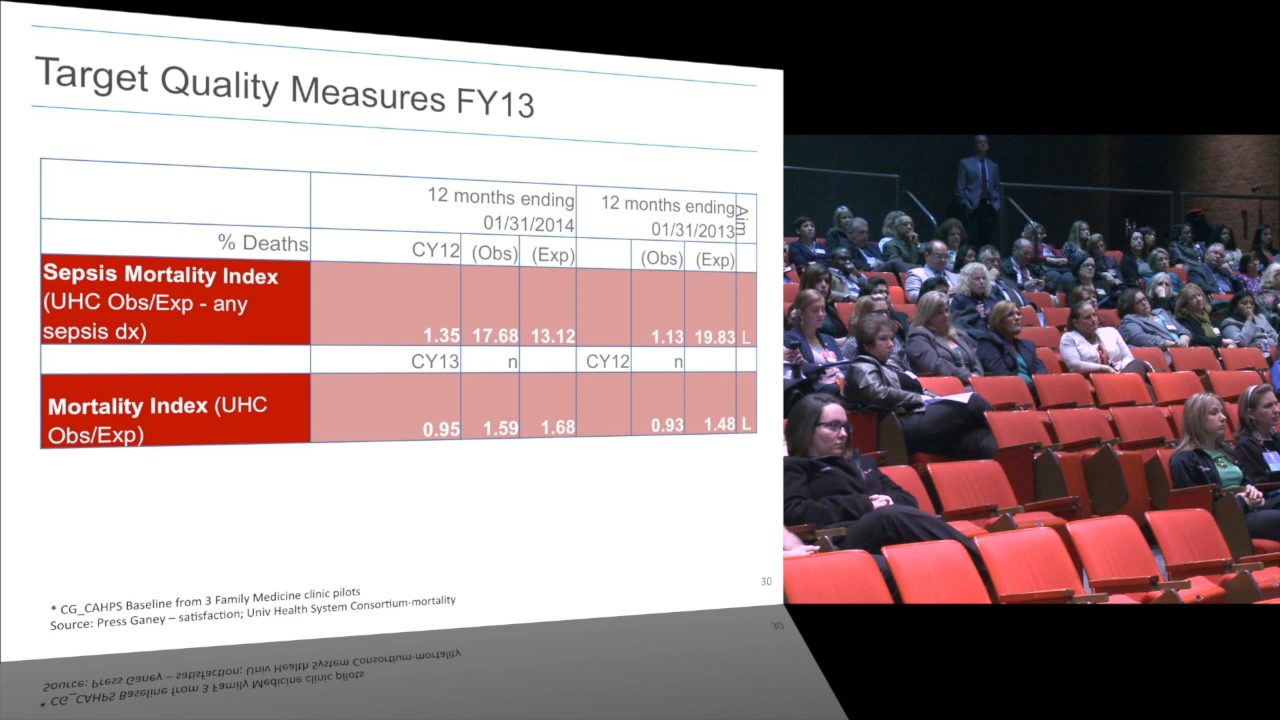 Target Quality Measures FY13
12 months ending 12 months ending Aim
01/31/2014 01/31/2013
% Deaths CY12 (Obs) (Exp) (Obs) (Exp)
Sepsis Mortality Index
(UHC Obs/Exp - any
sepsis dx) 1.35 17.68 13.12 1.13 19.83 L
CY13 n CY12 n
Mortality Index (UHC
Obs/Exp) 0.95 1.59 1.68 0.93 1.48 L
30
* CG_CAHPS Baseline from 3 Family Medicine clinic pilots
Source: Press Ganey – satisfaction; Univ Health System Consortium-mortality